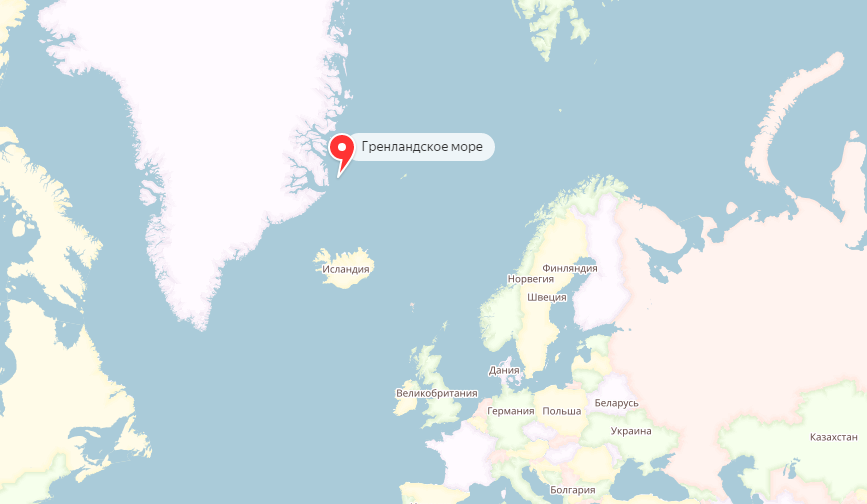 Гренландское море
Исландия
Финляндия
Норвегия
Швеция
Дания
Великобритания
Беларусь
Германия
Польша
Украина
Казахстан
Болгария